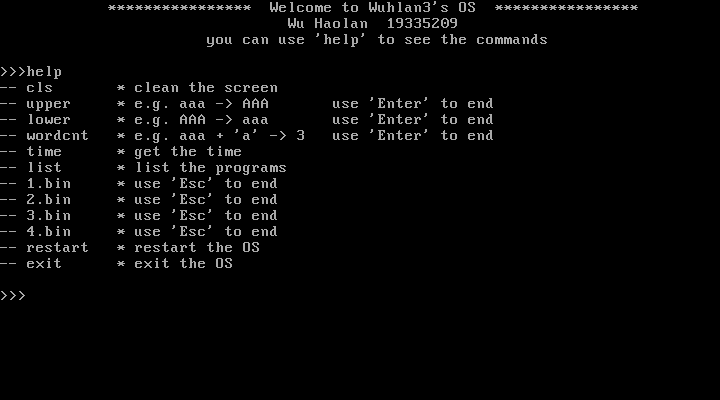 ****************  Welcome to Wuhlan3's OS  ****************
Wu Haolan  19335209
you can use 'help' to see the commands
>>>help
-- cls       * clean the screen
-- upper     * e.g. aaa -> AAA       use 'Enter' to end
-- lower     * e.g. AAA -> aaa       use 'Enter' to end
-- wordcnt   * e.g. aaa + 'a' -> 3   use 'Enter' to end
-- time      * get the time
-- list      * list the programs
-- 1.bin     * use 'Esc' to end
-- 2.bin     * use 'Esc' to end
-- 3.bin     * use 'Esc' to end
-- 4.bin     * use 'Esc' to end
-- restart   * restart the OS
-- exit      * exit the OS
>>>